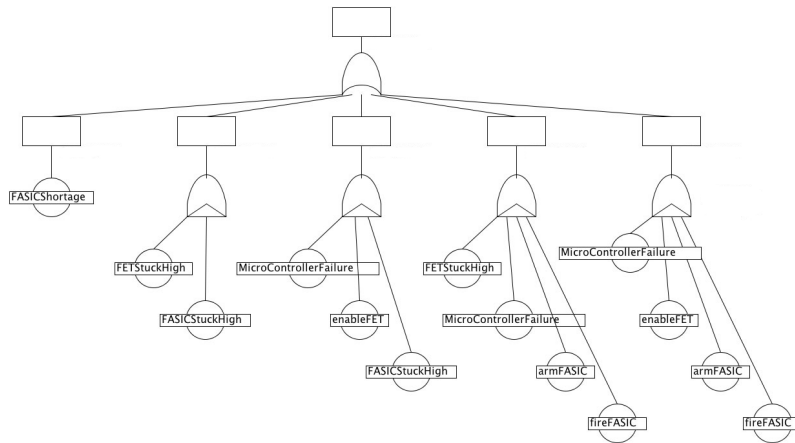 FASICShortage
FETStuckHigh
FASICStuckHigh
MicroControllerFailure
enableFET
FASICStuckHigh
FETStuckHigh
MicroControllerFailure
armFASIC
fireFASIC
MicroControllerFailure
enableFET
armFASIC
fireFASIC